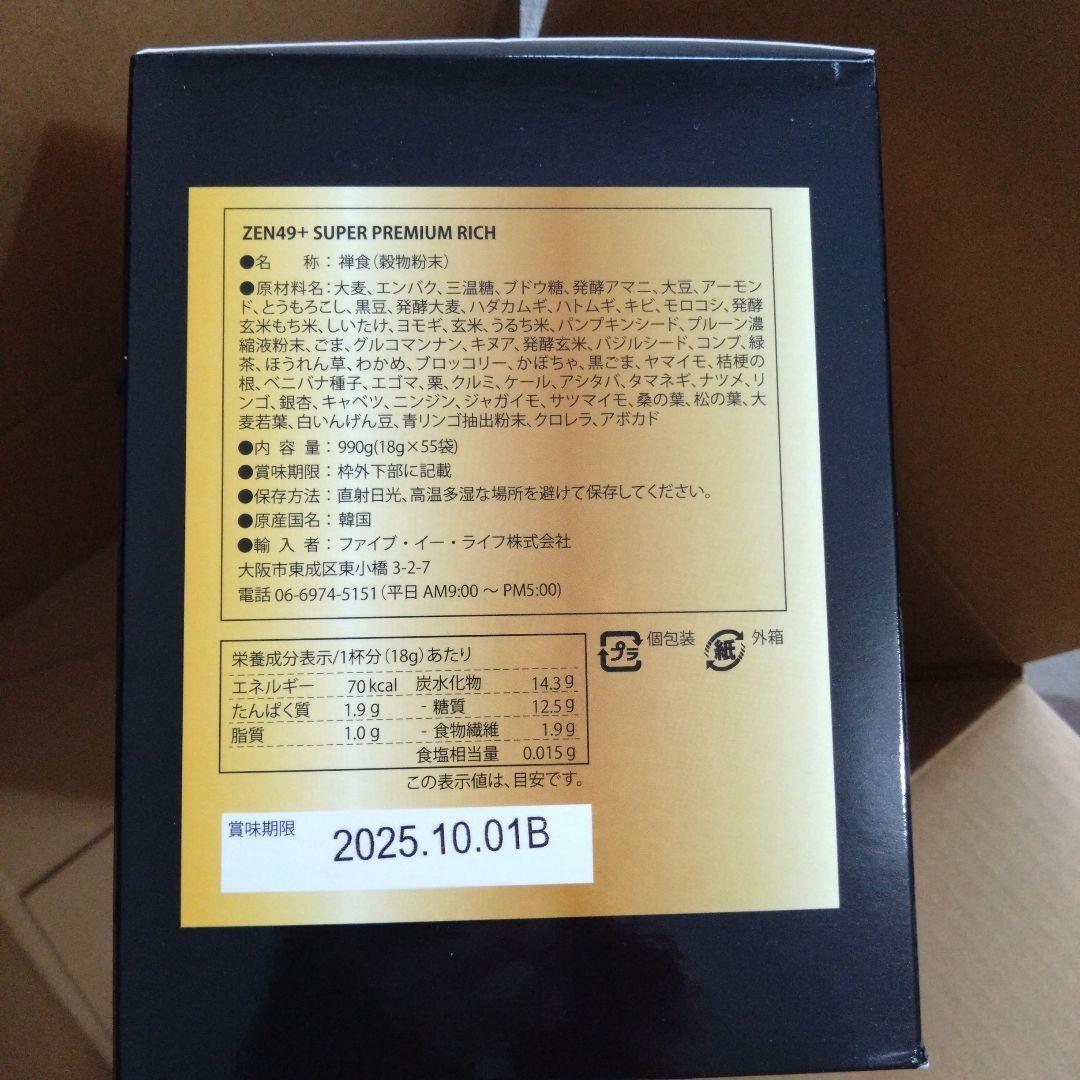 ZEN49+ SUPER PREMIUM RICH
●名 称：禅食（穀物粉末）
●原材料名：大麦、エンバク、三温糖、ブドウ糖、発酵アマニ、大豆、アーモン
ド、とうもろこし、黒豆、発酵大麦、ハダカムギ、ハトムギ、キビ、モロコシ、発酵
玄米もち米、しいたけ、ヨモギ、玄米、うるち米、パンプキンシード、プルーン濃
縮液粉末、ごま、グルコマンナン、キヌア、発酵玄米、バジルシード、コンブ、緑
茶、ほうれん草、わかめ、ブロッコリー、かぼちゃ、黒ごま、ヤマイモ、桔梗の
根、ベニバナ種子、エゴマ、栗、クルミ、ケール、アシタバ、タマネギ、ナツメ、リ
ンゴ、銀杏、キャベツ、ニンジン、ジャガイモ、サツマイモ、桑の葉、松の葉、大
麦若葉、白いんげん豆、青リンゴ抽出粉末、クロレラ、アボカド
●内 容 量：990g(18g×55袋)
●賞味期限：枠外下部に記載
●保存方法：直射日光、高温多湿な場所を避けて保存してください。
●原産国名：韓国
●輸 入 者：ファイブ・イー・ライフ株式会社
大阪市東成区東小橋 3-2-7
電話 06-6974-5151（平日 AM9:00 〜 PM5:00)
プラ 個包装 紙 外箱
栄養成分表示/1杯分（18g）あたり
エネルギー 70 kcal 炭水化物 14.3 g
たんぱく質 1.9 g - 糖質 12.5 g
脂質 1.0 g - 食物繊維 1.9 g
食塩相当量 0.015 g
この表示値は、目安です。
賞味期限 2025.10.01B